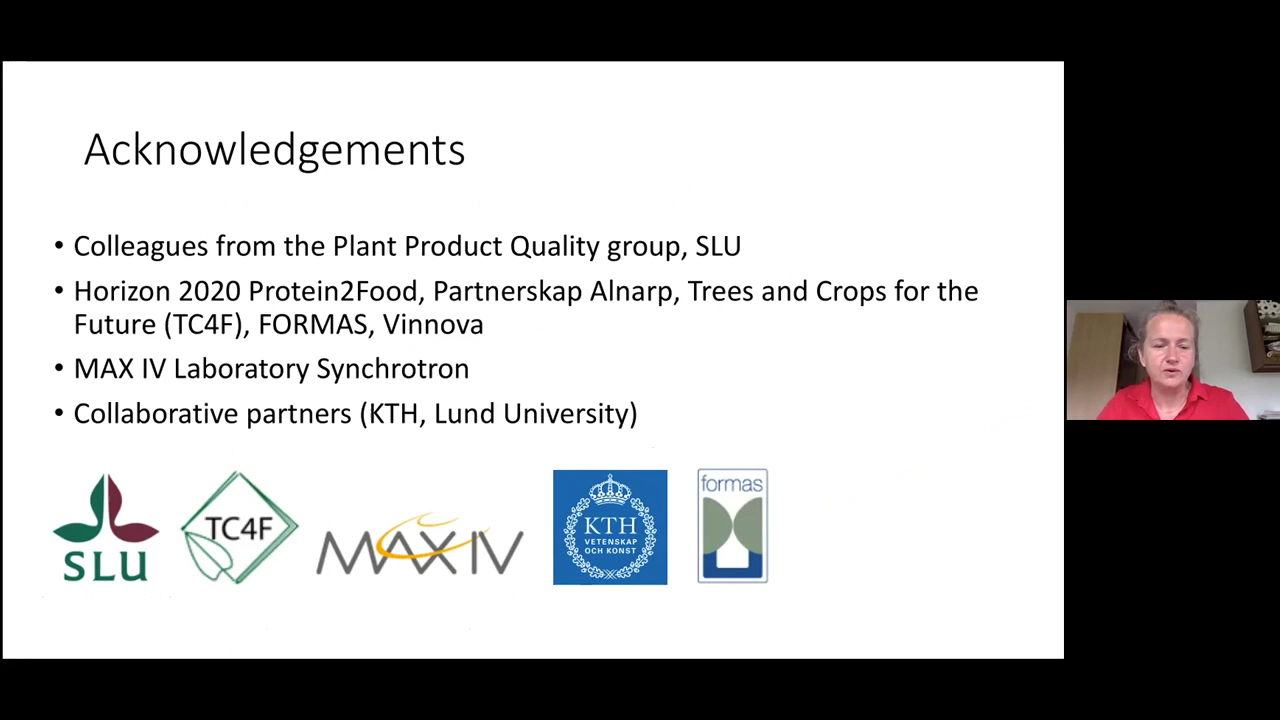 Acknowledgements
• Colleagues from the Plant Product Quality group, SLU
• Horizon 2020 Protein2Food, Partnerskap Alnarp, Trees and Crops for the
Future (TC4F), FORMAS, Vinnova
• MAX IV Laboratory Synchrotron
• Collaborative partners (KTH, Lund University)
SLU
TC4F
MAX IV
KTH
VETENSKAP
OCH KONST
formas